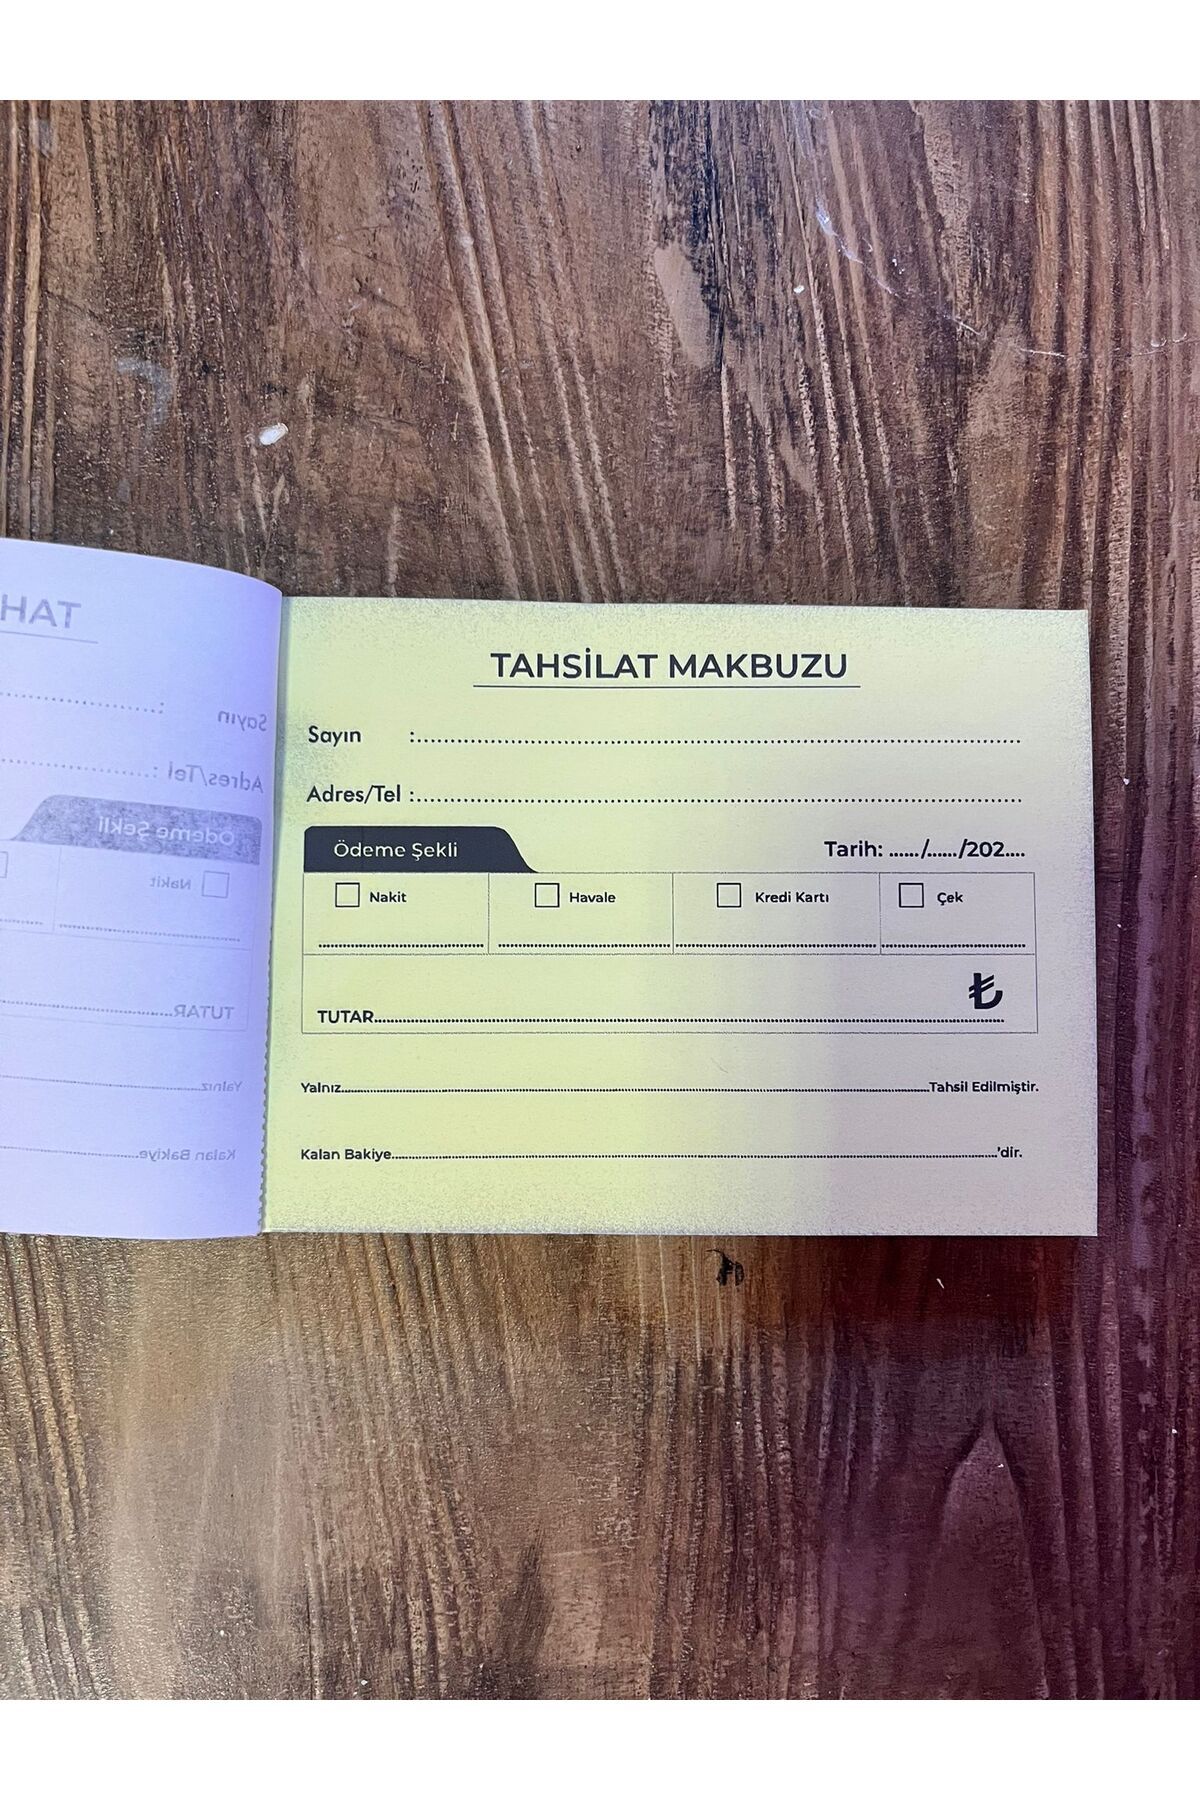 TAHSİLAT MAKBUZU
Sayın :......................................................................
Adres/Tel :......................................................................
Ödeme Şekli
Tarih: ....../....../202....
Nakit Havale Kredi Kartı Çek
₺
TUTAR......................................................................
Yalnız......................................................................Tahsil Edilmiştir.
Kalan Bakiye......................................................................'dir.
TAH
Sayın :
Adres/Tel :
Ödeme Şekli
Nakit
TUTAR......................
Yalnız......................
Kalan Bakiye......................